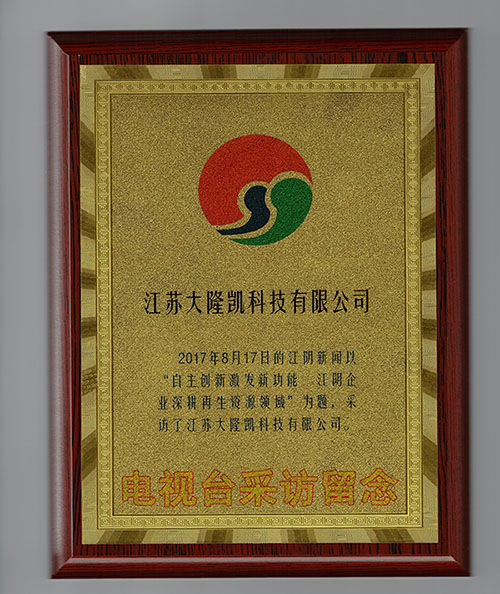 江苏大隆凯科技有限公司
2017年8月17日的江阴新闻以
“自主创新激发新功能 江阴企
业深耕再生资源领域”为题，采
访了江苏大隆凯科技有限公司。
电视台采访留念